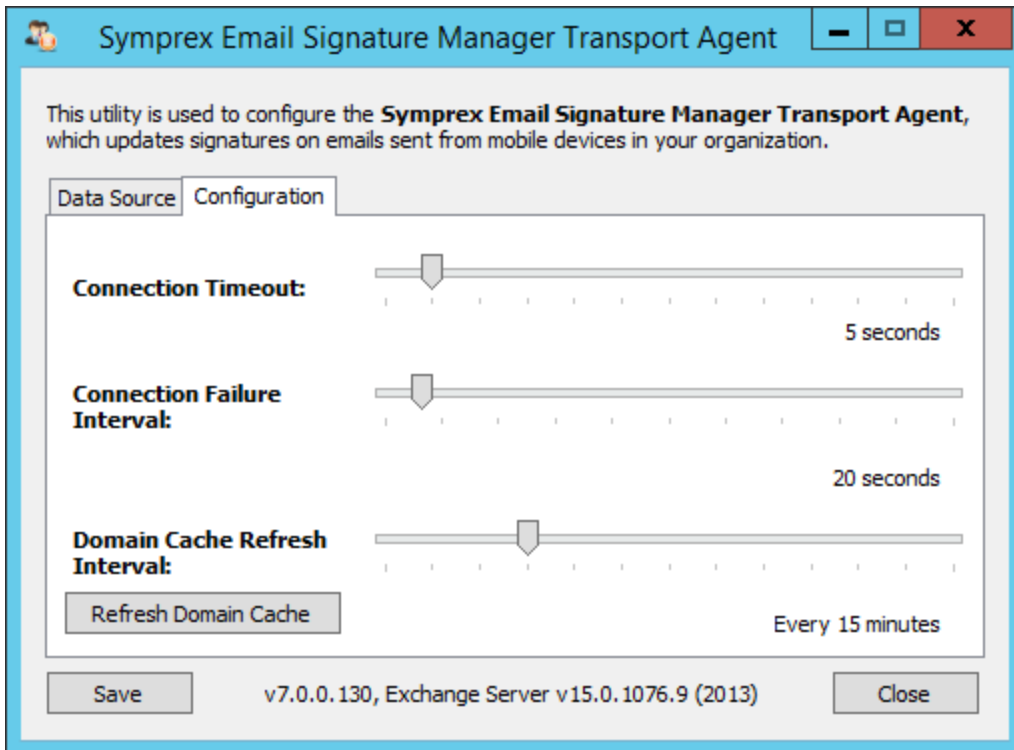 Symprex Email Signature Manager Transport Agent
This utility is used to configure the Symprex Email Signature Manager Transport Agent,
which updates signatures on emails sent from mobile devices in your organization.
Data Source
Configuration
Connection Timeout:
5 seconds
Connection Failure
Interval:
20 seconds
Domain Cache Refresh
Interval:
Refresh Domain Cache
Every 15 minutes
Save
v7.0.0.130, Exchange Server v15.0.1076.9 (2013)
Close